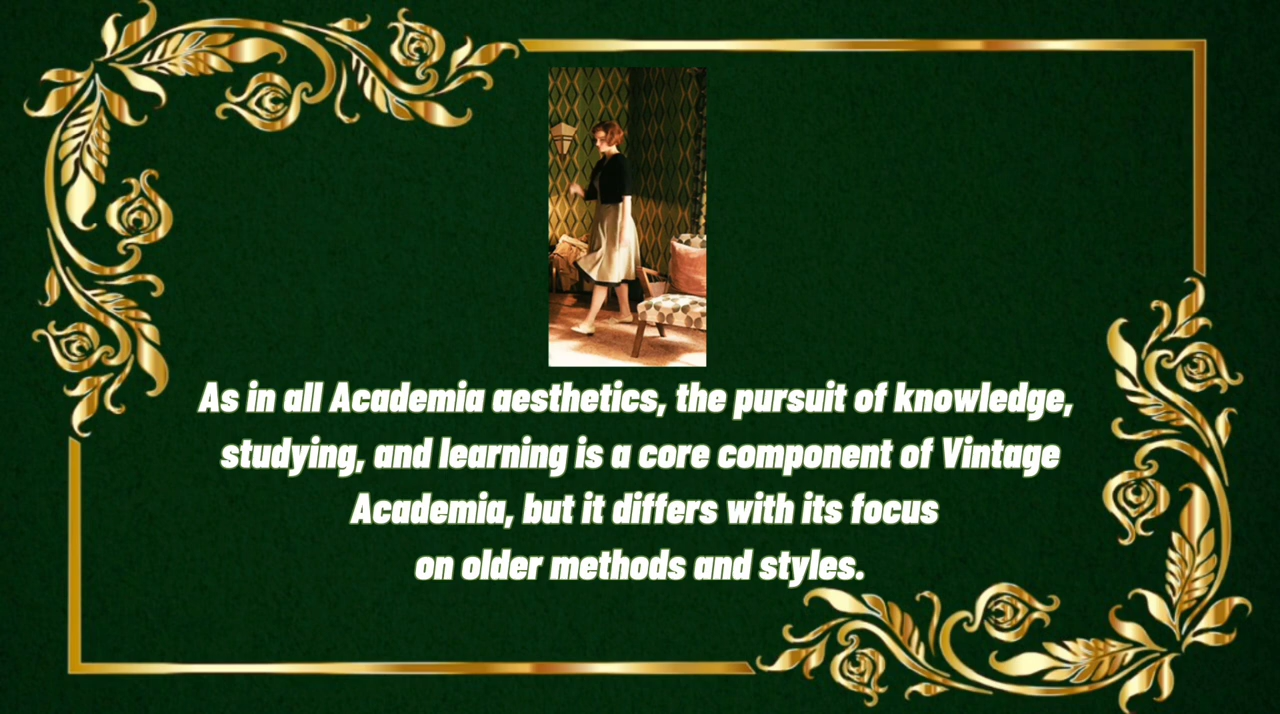 As in all Academia aesthetics, the pursuit of knowledge,
studying, and learning is a core component of Vintage
Academia, but it differs with its focus
on older methods and styles.